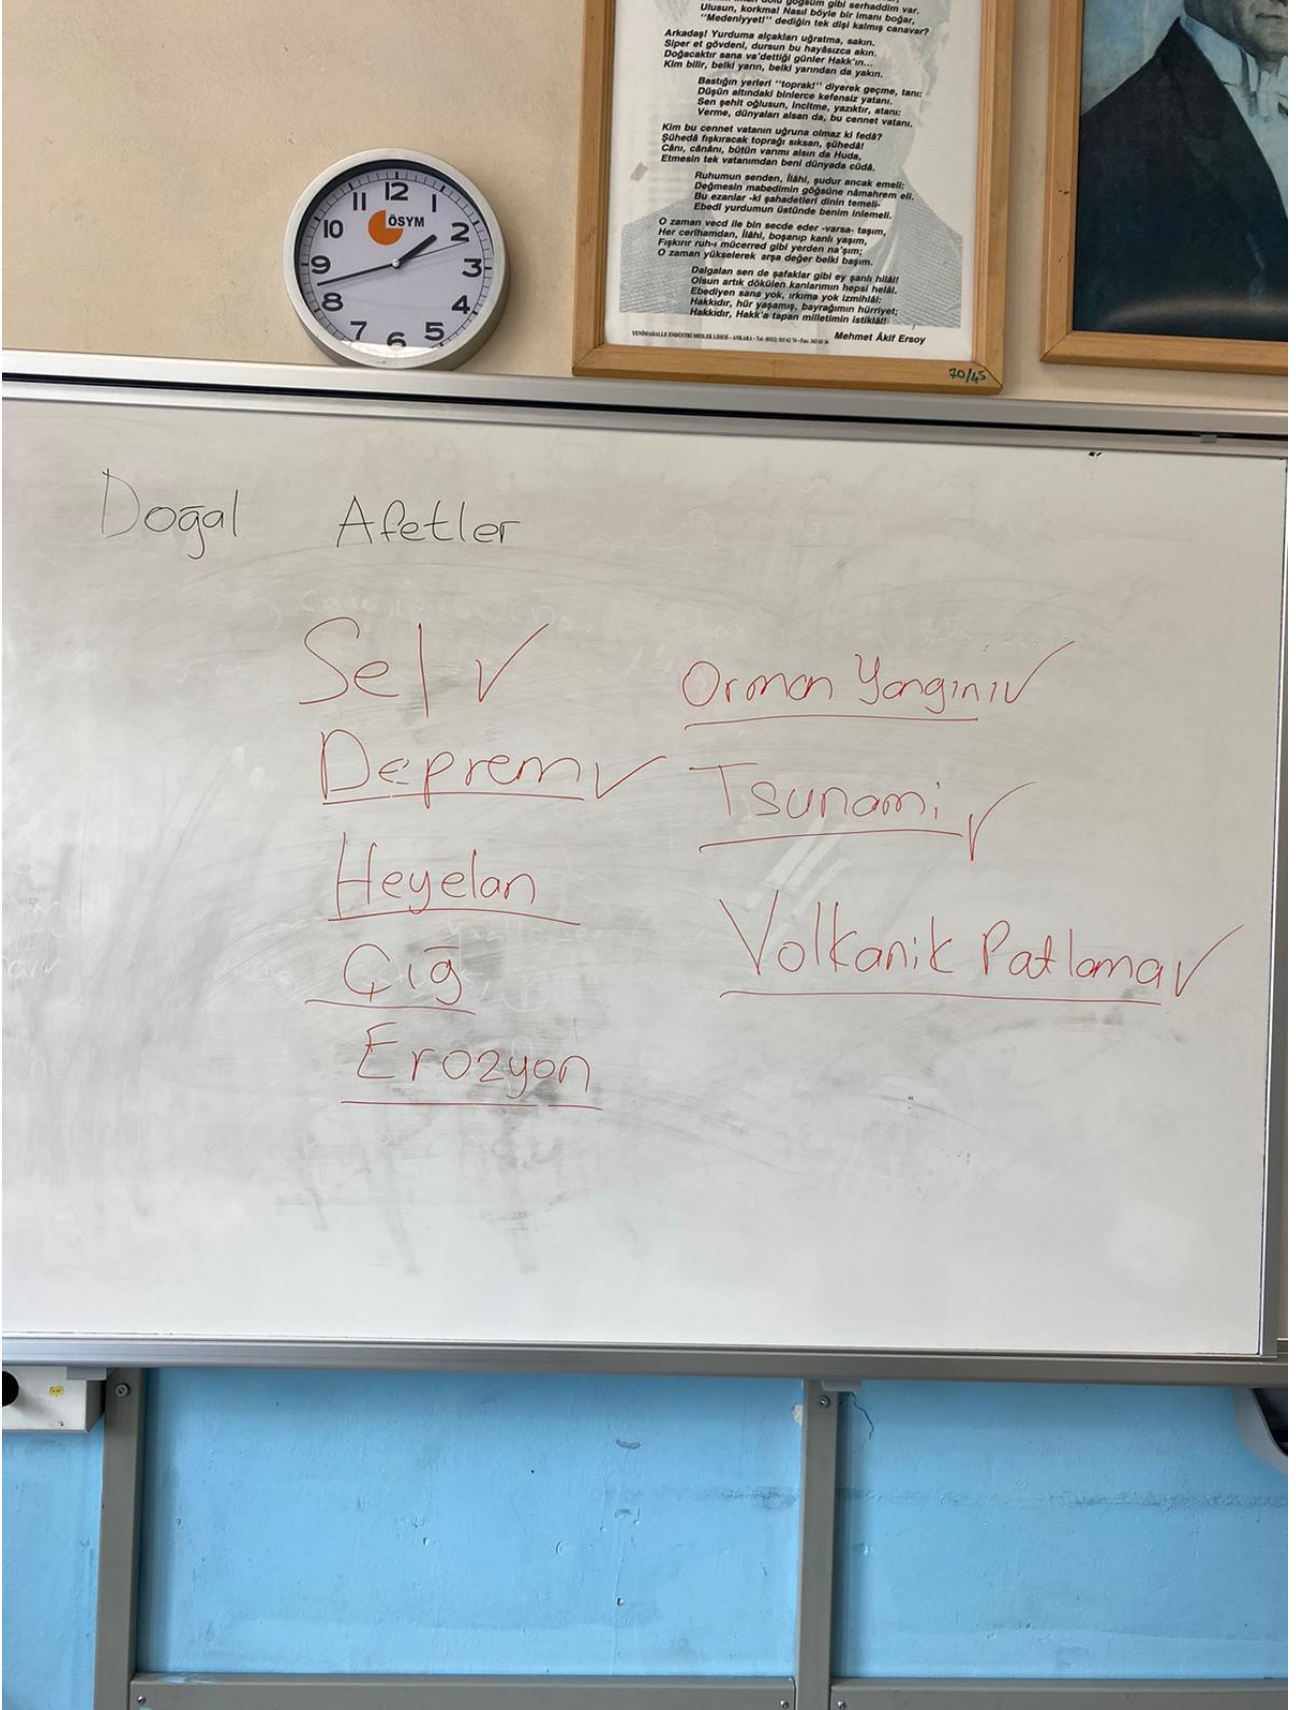 Ulusun, korkma! Nasıl böyle bir imanı boğar,
"Medeniyyet!" dediğin tek dişi kalmış canavar?
Arkadaş! Yurduma alçakları uğratma, sakın.
Siper et gövdeni, dursun bu hayâsızca akın.
Doğacaktır sana va'dettiği günler Hakk'ın...
Kim bilir, belki yarın, belki yarından da yakın.
Bastığın yerleri "toprak!" diyerek geçme, tanı:
Düşün altındaki binlerce kefensiz yatanı.
Sen şehit oğlusun, incitme, yazıktır, atanı:
Verme, dünyaları alsan da, bu cennet vatanı.
Kim bu cennet vatanın uğruna olmaz ki fedâ?
Şühedâ fışkıracak toprağı sıksan, şühedâ!
Cânı, cânânı, bütün varımı alsın da Huda,
Etmesin tek vatanımdan beni dünyada cüdâ.
Ruhumun senden, İlâhi, şudur ancak emeli:
Değmesin mabedimin göğsüne nâmahrem eli.
Bu ezanlar -ki şahadetleri dinin temeli-
Ebedî yurdumun üstünde benim inlemeli.
O zaman vecd ile bin secde eder -varsa- taşım,
Her cerihamdan, İlâhi, boşanıp kanlı yaşım,
Fışkırır ruh-ı mücerred gibi yerden na'şım;
O zaman yükselerek arşa değer belki başım.
Dalgalan sen de şafaklar gibi ey şanlı hilâl!
Olsun artık dökülen kanlarımın hepsi helâl.
Ebediyen sana yok, ırkıma yok izmihlâl:
Hakkıdır, hür yaşamış, bayrağımın hürriyet;
Hakkıdır, Hakk'a tapan milletimin istiklâl!
YENİMAHALLE ENDÜSTRİ MESLEK LİSESİ - ANKARA
Mehmet Âkif Ersoy
70/45
12
11 1
ÖSYM
10 2
9 3
8 4
7 6 5
Doğal Afetler
Sel ✓ Orman Yangını ✓
Deprem ✓ Tsunami ✓
Heyelan
Çığ Volkanik Patlama ✓
Erozyon